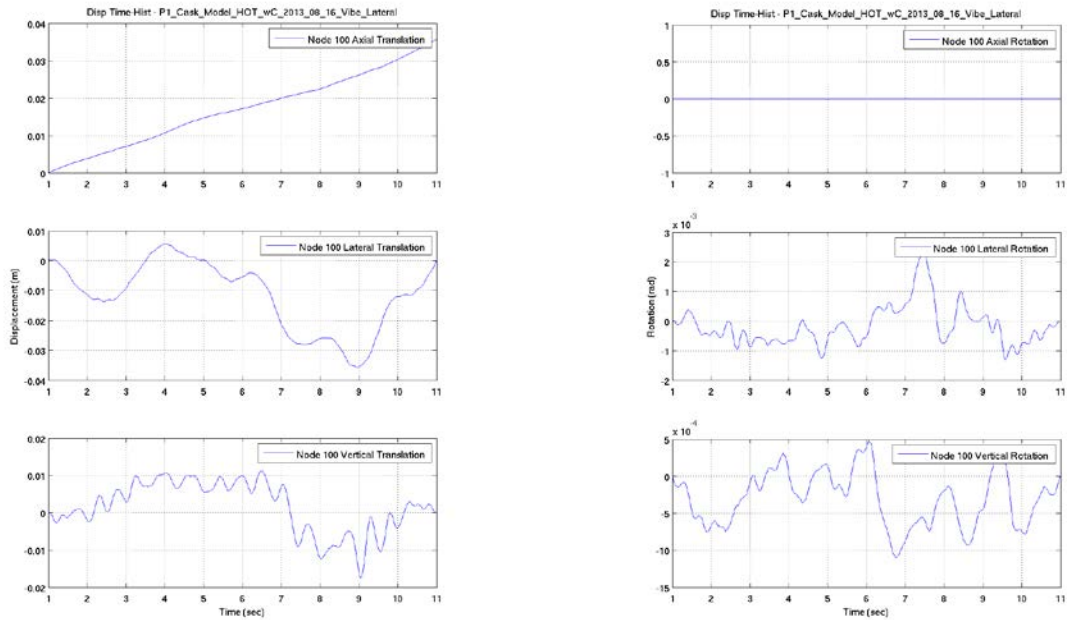 Disp Time-Hist - P1_Cask_Model_HOT_wC_2013_08_16_Vibe_Lateral
Node 100 Axial Translation
0.04
0.03
0.02
0.01
0
1 2 3 4 5 6 7 8 9 10 11
Node 100 Lateral Translation
0.01
0
-0.01
-0.02
-0.03
-0.04
Displacement (m)
1 2 3 4 5 6 7 8 9 10 11
Node 100 Vertical Translation
0.02
0.01
0
-0.01
-0.02
1 2 3 4 5 6 7 8 9 10 11
Time (sec)
Disp Time-Hist - P1_Cask_Model_HOT_wC_2013_08_16_Vibe_Lateral
Node 100 Axial Rotation
1
0.5
0
-0.5
-1
1 2 3 4 5 6 7 8 9 10 11
x 10^-3
Node 100 Lateral Rotation
3
2
1
0
-1
-2
Rotation (rad)
1 2 3 4 5 6 7 8 9 10 11
x 10^-4
Node 100 Vertical Rotation
5
0
-5
-10
-15
1 2 3 4 5 6 7 8 9 10 11
Time (sec)